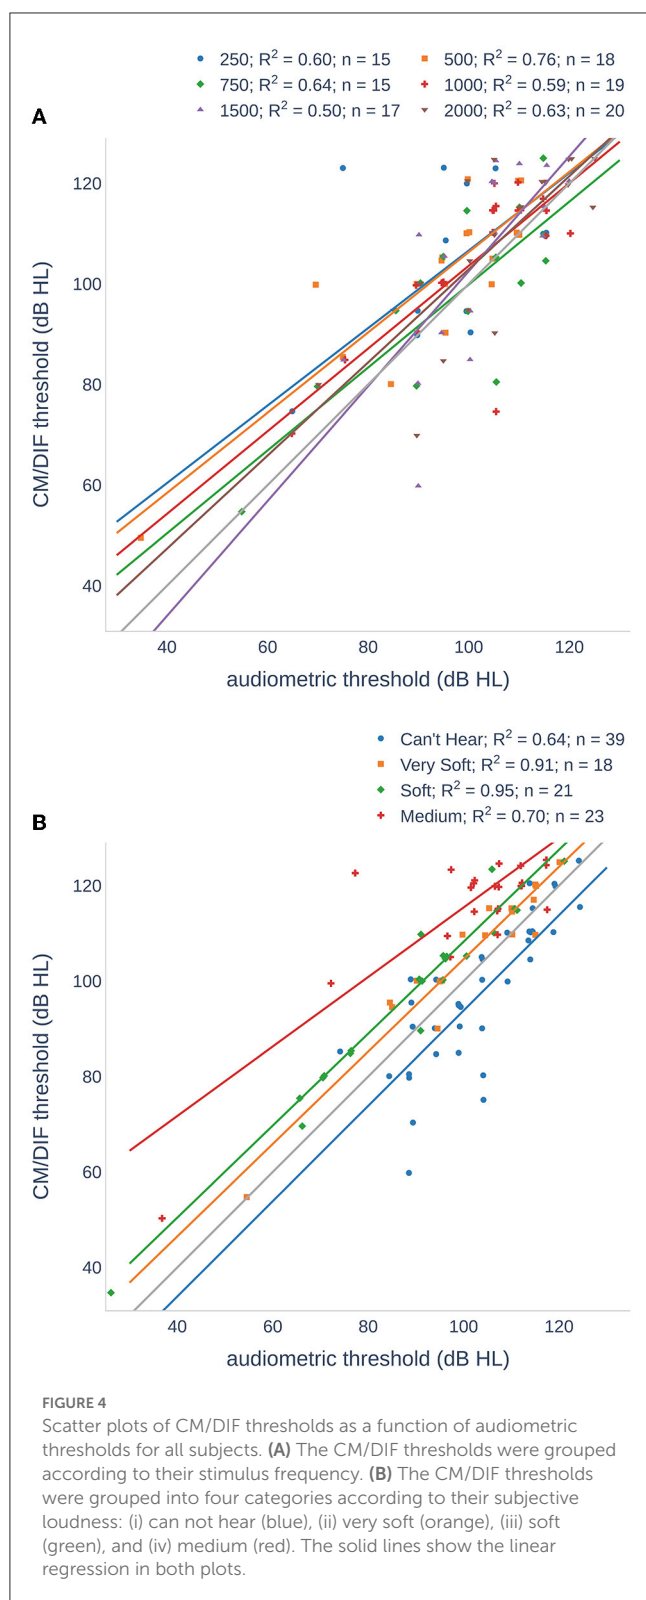 250; R² = 0.60; n = 15
500; R² = 0.76; n = 18
750; R² = 0.64; n = 15
1000; R² = 0.59; n = 19
1500; R² = 0.50; n = 17
2000; R² = 0.63; n = 20
A
120
100
80
60
40
CM/DIF threshold (dB HL)
40 60 80 100 120
audiometric threshold (dB HL)
Can't Hear; R² = 0.64; n = 39
Very Soft; R² = 0.91; n = 18
Soft; R² = 0.95; n = 21
Medium; R² = 0.70; n = 23
B
120
100
80
60
40
CM/DIF threshold (dB HL)
40 60 80 100 120
audiometric threshold (dB HL)
FIGURE 4
Scatter plots of CM/DIF thresholds as a function of audiometric
thresholds for all subjects. (A) The CM/DIF thresholds were grouped
according to their stimulus frequency. (B) The CM/DIF thresholds
were grouped into four categories according to their subjective
loudness: (i) can not hear (blue), (ii) very soft (orange), (iii) soft
(green), and (iv) medium (red). The solid lines show the linear
regression in both plots.